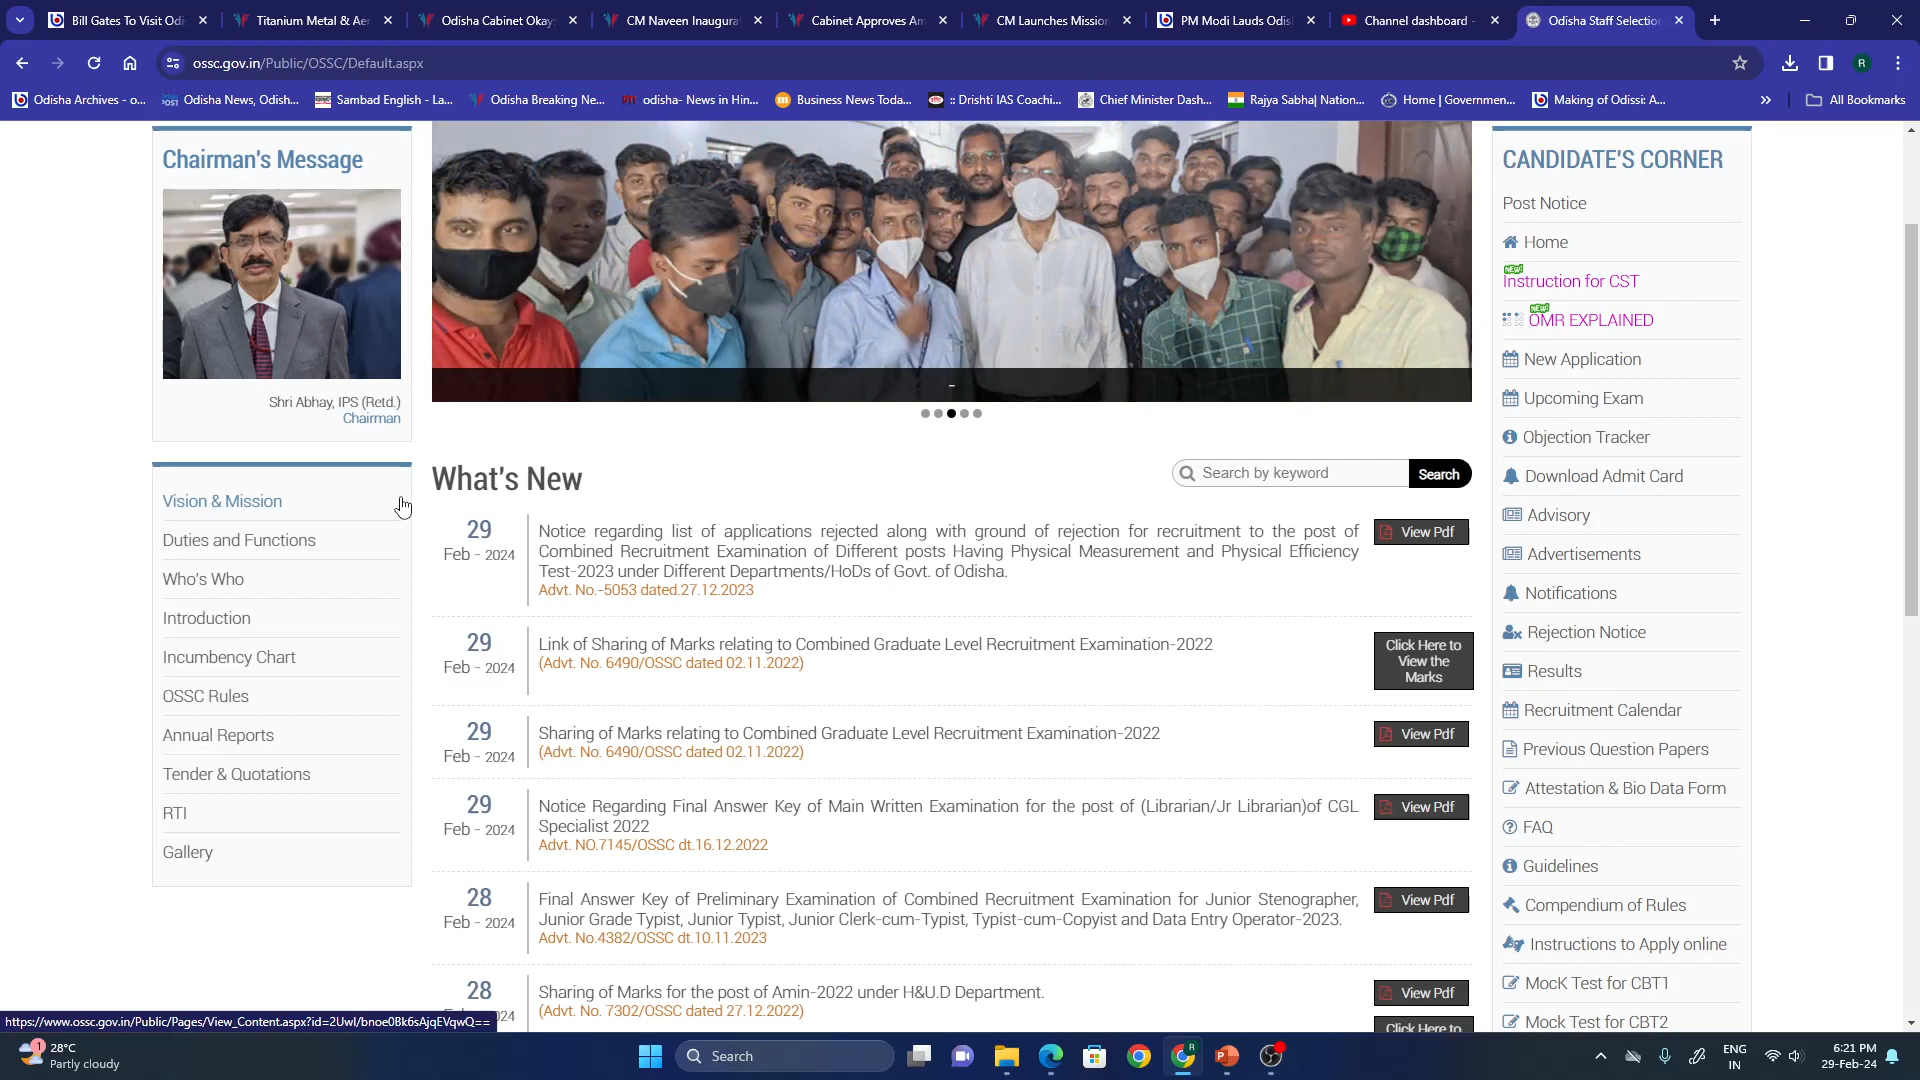 Bill Gates To Visit Odi
Titanium Metal & Aer
Odisha Cabinet Okay
CM Naveen Inaugurat
Cabinet Approves Am
CM Launches Mission
PM Modi Lauds Odis
Channel dashboard -
Odisha Staff Selection
ossc.gov.in/Public/OSSC/Default.aspx
R
Odisha Archives - o...
Odisha News, Odish...
Sambad English - La...
Odisha Breaking Ne...
odisha- News in Hin...
Business News Toda...
:: Drishti IAS Coachi...
Chief Minister Dash...
Rajya Sabha| Nation...
Home | Governmen...
Making of Odissi: A...
»
All Bookmarks
Chairman's Message
Shri Abhay, IPS (Retd.)
Chairman
Vision & Mission
Duties and Functions
Who's Who
Introduction
Incumbency Chart
OSSC Rules
Annual Reports
Tender & Quotations
RTI
Gallery
What's New
Search by keyword
Search
29
Feb - 2024
Notice regarding list of applications rejected along with ground of rejection for recruitment to the post of
Combined Recruitment Examination of Different posts Having Physical Measurement and Physical Efficiency
Test-2023 under Different Departments/HoDs of Govt. of Odisha.
Advt. No.-5053 dated.27.12.2023
View Pdf
29
Feb - 2024
Link of Sharing of Marks relating to Combined Graduate Level Recruitment Examination-2022
(Advt. No. 6490/OSSC dated 02.11.2022)
Click Here to
View the
Marks
29
Feb - 2024
Sharing of Marks relating to Combined Graduate Level Recruitment Examination-2022
(Advt. No. 6490/OSSC dated 02.11.2022)
View Pdf
29
Feb - 2024
Notice Regarding Final Answer Key of Main Written Examination for the post of (Librarian/Jr Librarian)of CGL
Specialist 2022
Advt. NO.7145/OSSC dt.16.12.2022
View Pdf
28
Feb - 2024
Final Answer Key of Preliminary Examination of Combined Recruitment Examination for Junior Stenographer,
Junior Grade Typist, Junior Typist, Junior Clerk-cum-Typist, Typist-cum-Copyist and Data Entry Operator-2023.
Advt. No.4382/OSSC dt.10.11.2023
View Pdf
28
24
Sharing of Marks for the post of Amin-2022 under H&U.D Department.
(Advt. No. 7302/OSSC dated 27.12.2022)
View Pdf
Click Here to
CANDIDATE'S CORNER
Post Notice
Home
NEW!
Instruction for CST
NEW!
OMR EXPLAINED
New Application
Upcoming Exam
Objection Tracker
Download Admit Card
Advisory
Advertisements
Notifications
Rejection Notice
Results
Recruitment Calendar
Previous Question Papers
Attestation & Bio Data Form
FAQ
Guidelines
Compendium of Rules
Instructions to Apply online
MocK Test for CBT1
Mock Test for CBT2
https://www.ossc.gov.in/Public/Pages/View_Content.aspx?id=2UwI/bnoe0Bk6sAjqEVqwQ==
1
28°C
Partly cloudy
Search
R
ENG
IN
6:21 PM
29-Feb-24